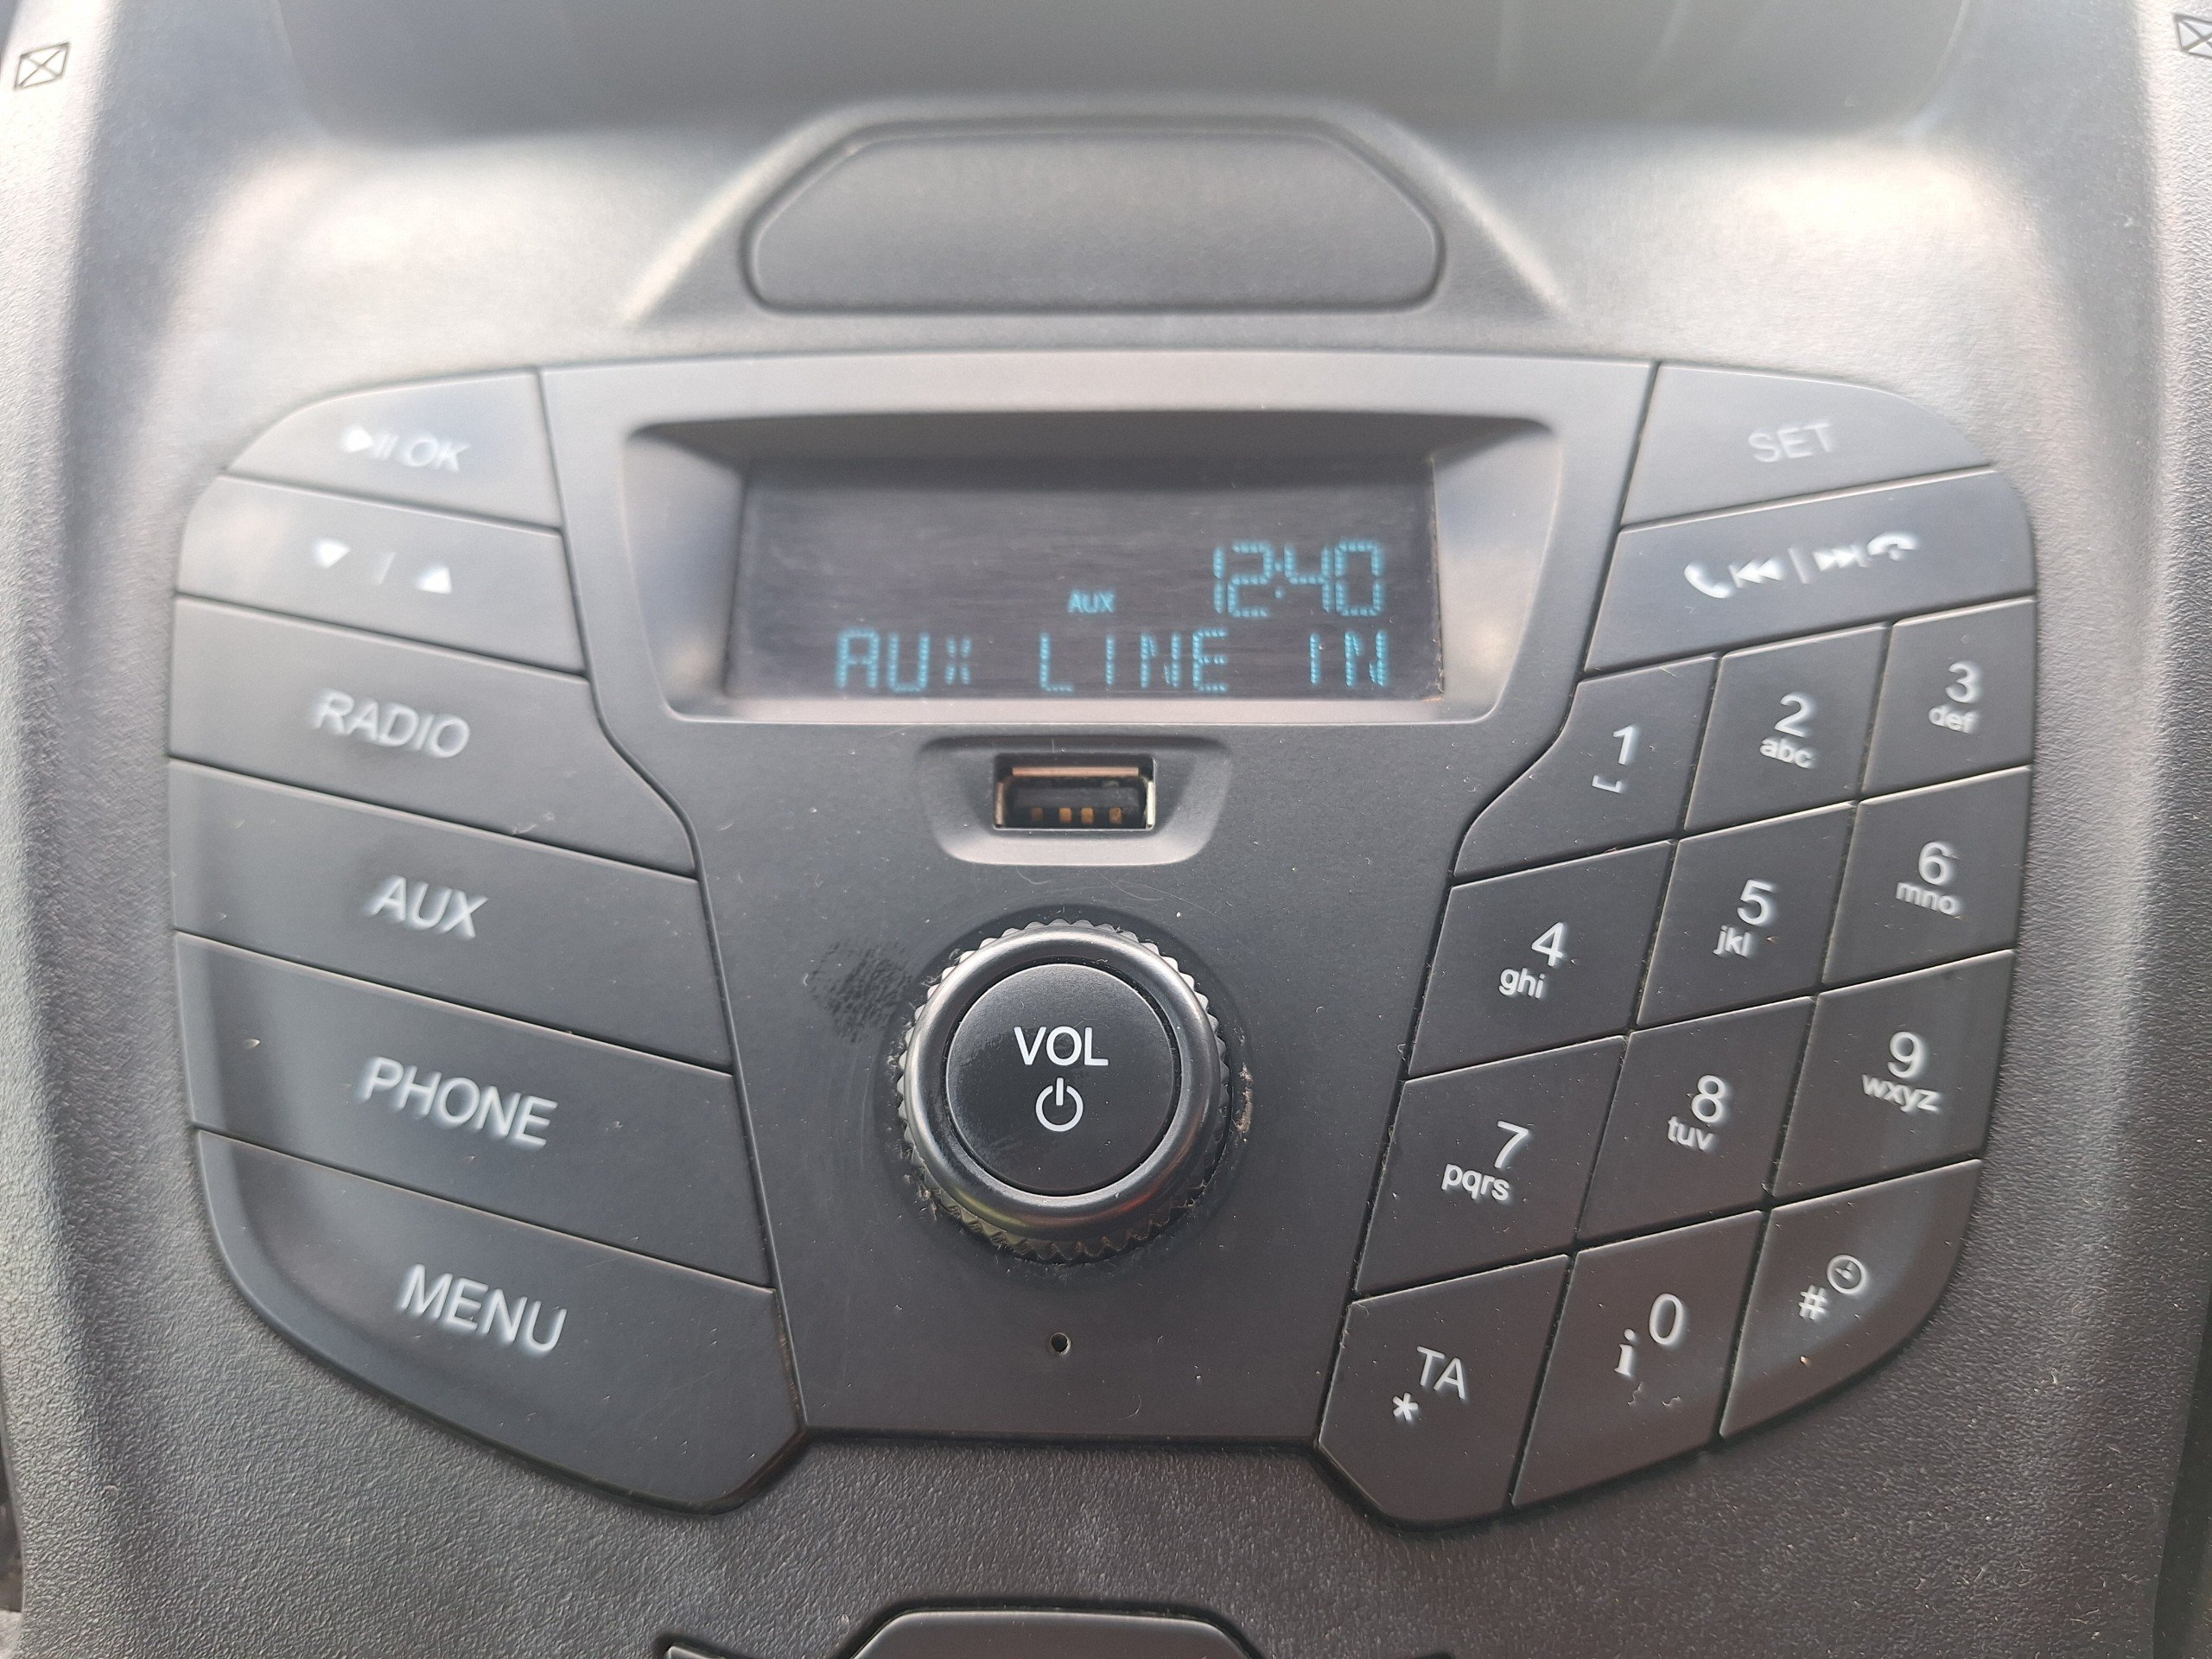 OK
SET
12:40
AUX
AUX LINE IN
RADIO
AUX
PHONE
MENU
VOL
1
2
abc
3
def
4
ghi
5
jkl
6
mno
7
pqrs
8
tuv
9
wxyz
TA
*
0
i
#